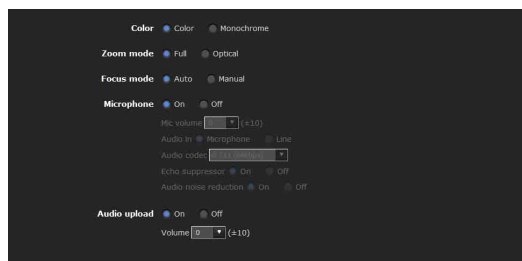 Color Color Monochrome
Zoom mode Full Optical
Focus mode Auto Manual
Microphone On Off
Mic volume (±10)
Audio in Microphone Line
Audio codec
Echo suppressor On Off
Audio noise reduction On Off
Audio upload On Off
Volume 0 (±10)